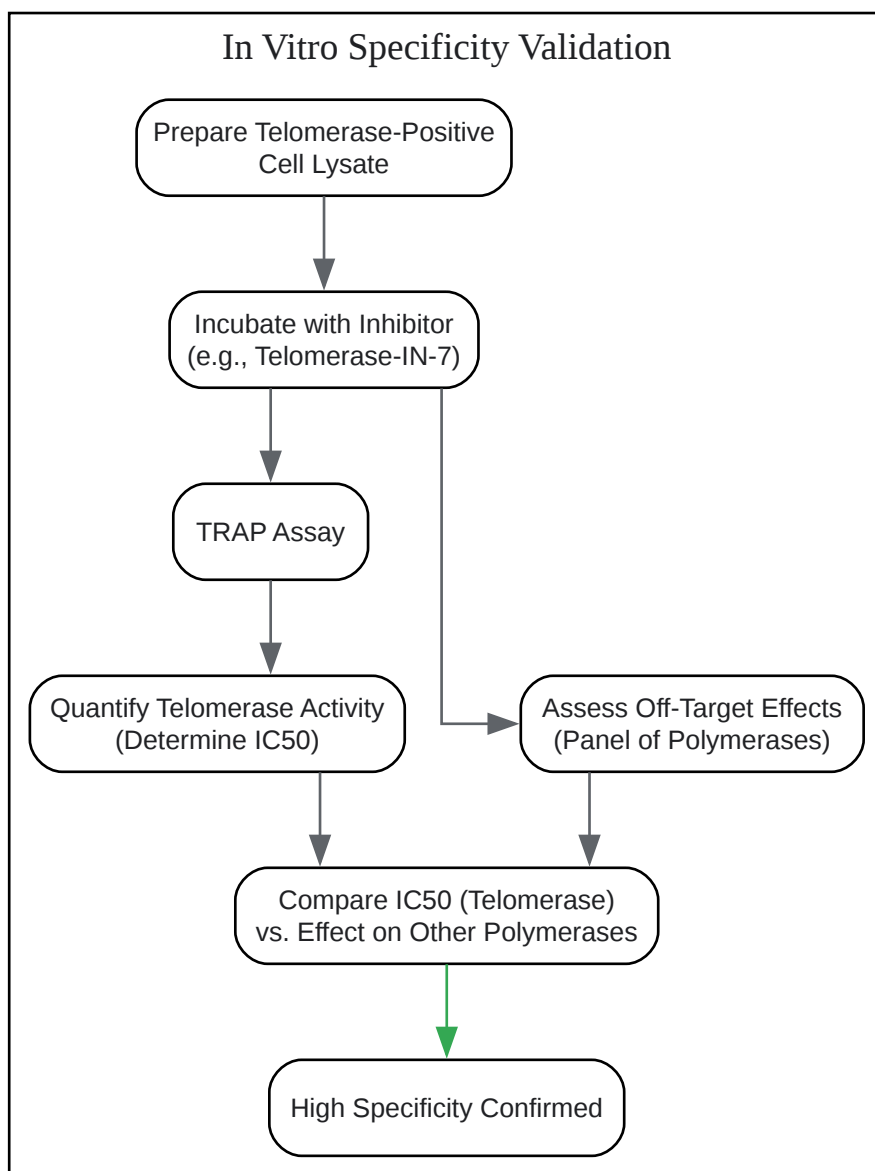 In Vitro Specificity Validation
Prepare Telomerase-Positive
Cell Lysate
Incubate with Inhibitor
(e.g., Telomerase-IN-7)
TRAP Assay
Quantify Telomerase Activity
(Determine IC50)
Assess Off-Target Effects
(Panel of Polymerases)
Compare IC50 (Telomerase)
vs. Effect on Other Polymerases
High Specificity Confirmed